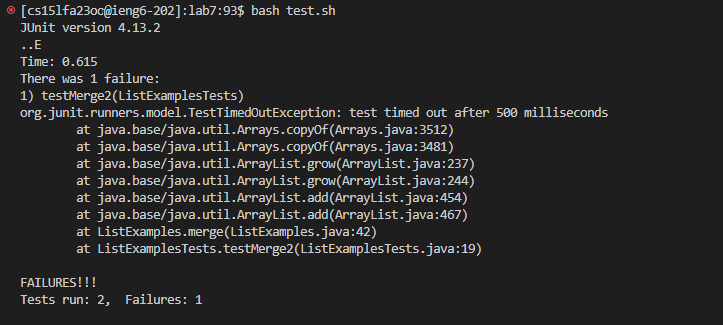 [cs15lfa23oc@ieng6-202]:lab7:93$ bash test.sh
JUnit version 4.13.2
..E
Time: 0.615
There was 1 failure:
1) testMerge2(ListExamplesTests)
org.junit.runners.model.TestTimedOutException: test timed out after 500 milliseconds
        at java.base/java.util.Arrays.copyOf(Arrays.java:3512)
        at java.base/java.util.Arrays.copyOf(Arrays.java:3481)
        at java.base/java.util.ArrayList.grow(ArrayList.java:237)
        at java.base/java.util.ArrayList.grow(ArrayList.java:244)
        at java.base/java.util.ArrayList.add(ArrayList.java:454)
        at java.base/java.util.ArrayList.add(ArrayList.java:467)
        at ListExamples.merge(ListExamples.java:42)
        at ListExamplesTests.testMerge2(ListExamplesTests.java:19)
FAILURES!!!
Tests run: 2,  Failures: 1